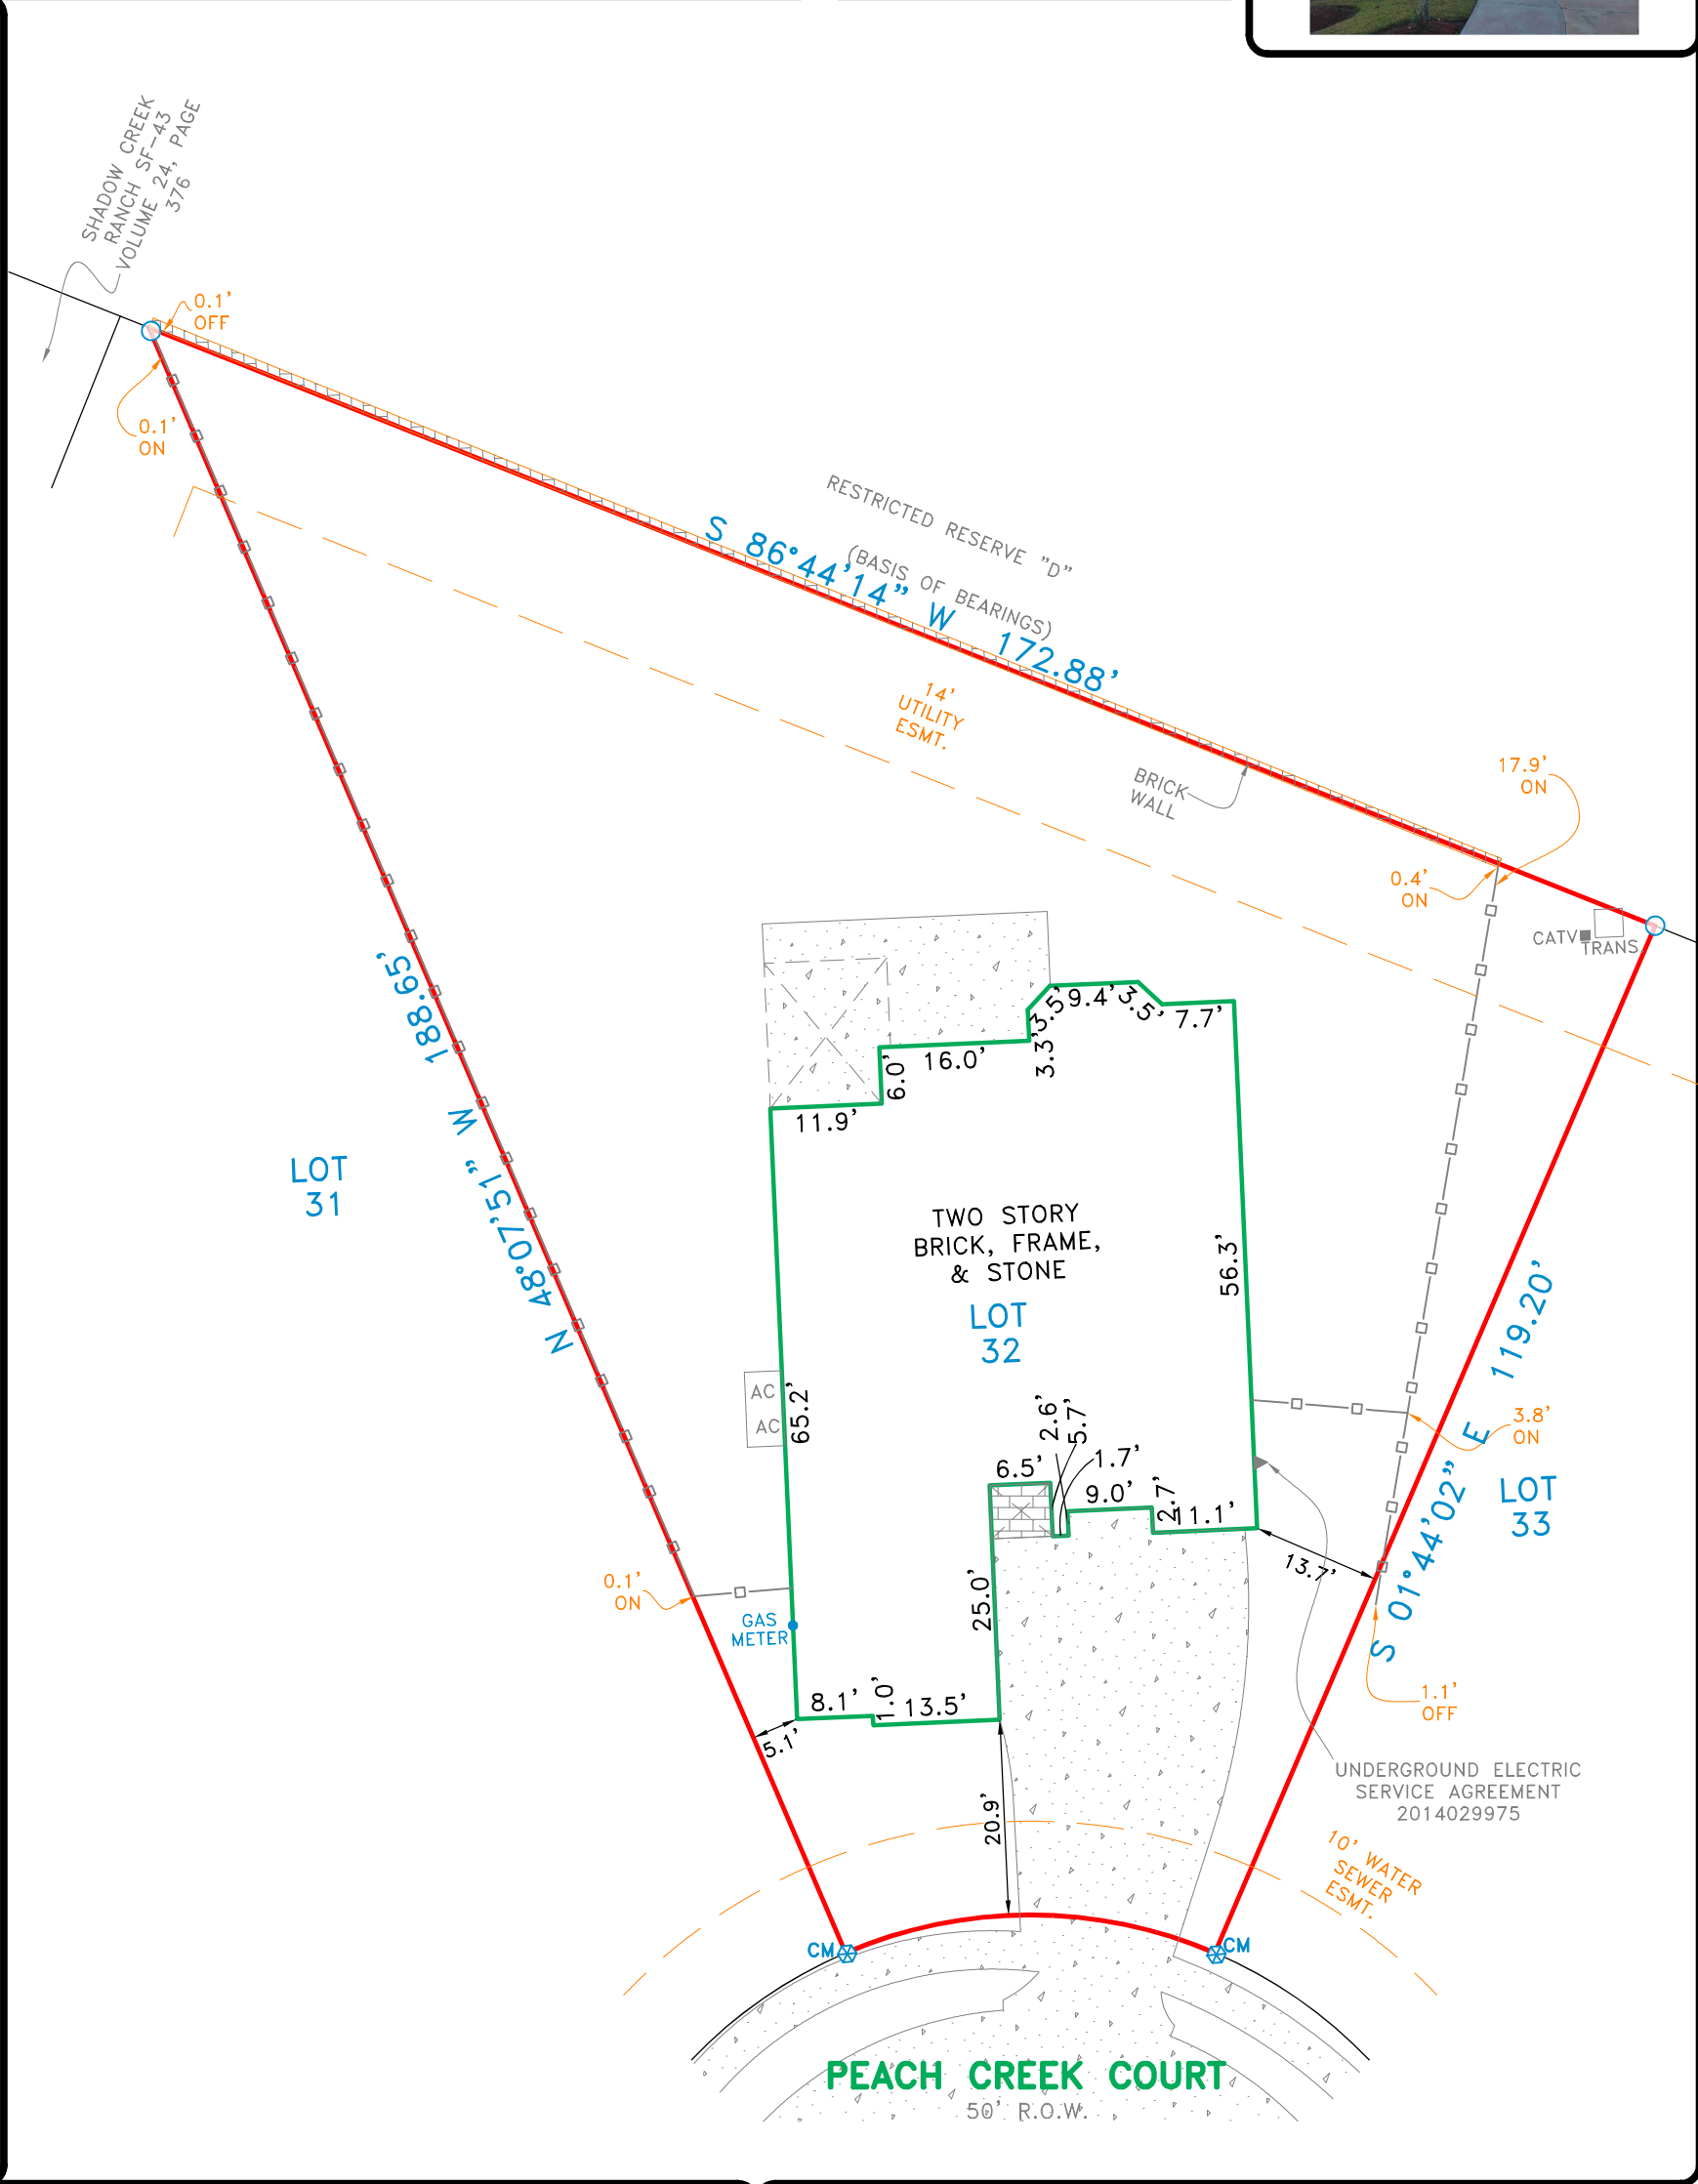 SHADOW CREEK
RANCH SF-43
VOLUME 24, PAGE
376
0.1'
OFF
0.1'
ON
RESTRICTED RESERVE "D"
(BASIS OF BEARINGS)
S 86°44'14" W 172.88'
14'
UTILITY
ESMT.
BRICK
WALL
17.9'
ON
0.4'
ON
CATV
TRANS.
N 48°07'51" W 188.65'
3.5'
9.4'
3.5'
7.7'
3.3'
16.0'
6.0'
11.9'
LOT
31
TWO STORY
BRICK, FRAME,
& STONE
LOT
32
56.3'
S 01°44'02" E 119.20'
AC
AC
65.2'
2.6'
5.7'
1.7'
6.5'
9.0'
2.7'
11.1'
3.8'
ON
LOT
33
13.7'
0.1'
ON
GAS
METER
25.0'
8.1'
1.0'
13.5'
5.1'
1.1'
OFF
UNDERGROUND ELECTRIC
SERVICE AGREEMENT
2014029975
20.9'
10' WATER
SEWER
ESMT.
CM
CM
PEACH CREEK COURT
50' R.O.W.